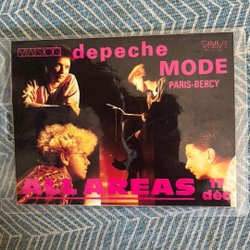 depeche
MODE
PARIS-BERCY
ALL AREAS
déc